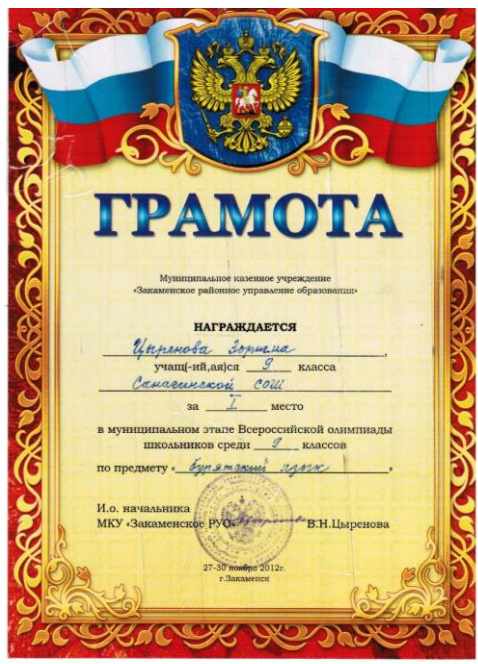 ГРАМОТА
Муниципальное казенное учреждение
«Закаменское районное управление образования»
НАГРАЖДАЕТСЯ
Цыренова Зоригма,
учащ(-ий,ая)ся 9 класса
Санагинской СОШ
за I место
в муниципальном этапе Всероссийской олимпиады
школьников среди 9 классов
по предмету « бурятский язык »
И.о. начальника
МКУ «Закаменское РУО» В.Н.Цыренова
27-30 ноября 2012г.
г.Закаменск